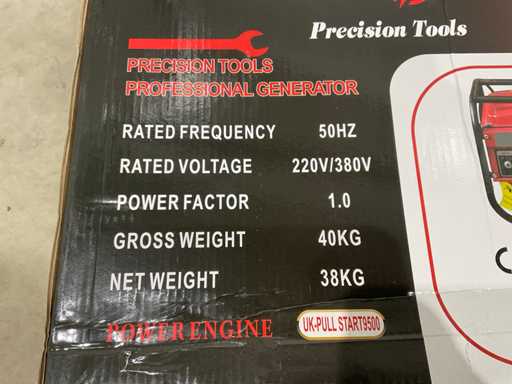 Precision Tools
PRECISION TOOLS
PROFESSIONAL GENERATOR
RATED FREQUENCY 50HZ
RATED VOLTAGE 220V/380V
POWER FACTOR 1.0
GROSS WEIGHT 40KG
NET WEIGHT 38KG
POWER ENGINE UK-PULL START9500